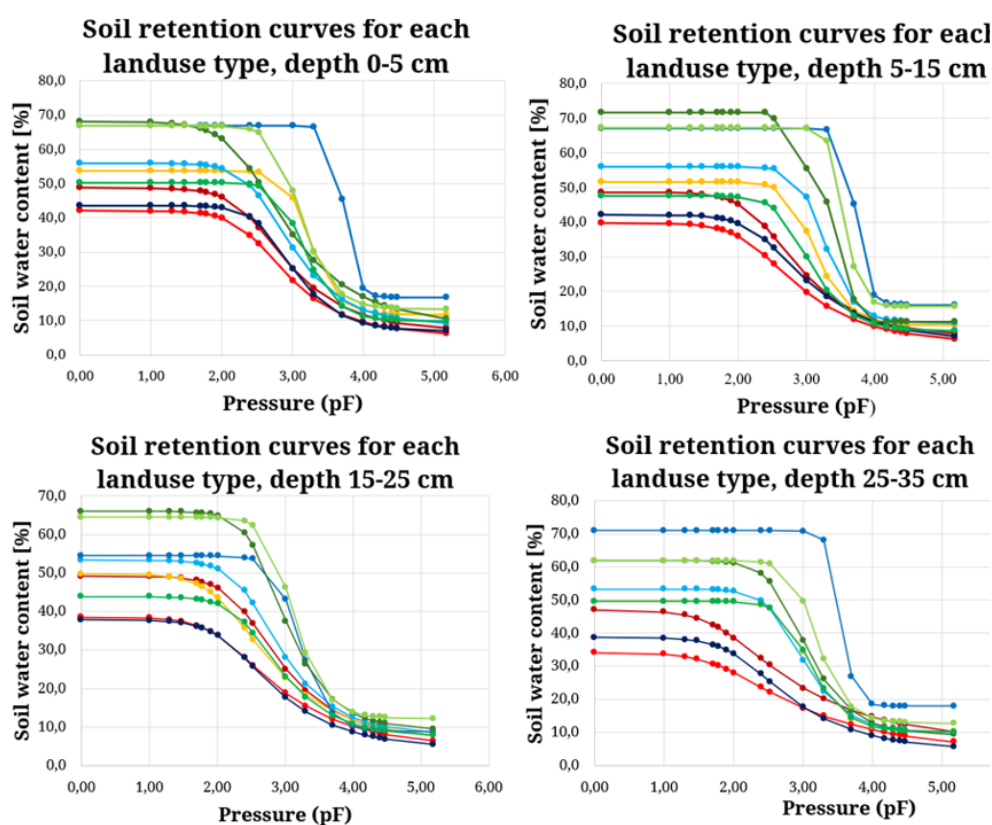 Soil retention curves for each
landuse type, depth 0-5 cm
Soil water content [%]
80,0
70,0
60,0
50,0
40,0
30,0
20,0
10,0
0,0
0,00 1,00 2,00 3,00 4,00 5,00 6,00
Pressure (pF)
Soil retention curves for each
landuse type, depth 5-15 cm
Soil water content [%]
80,0
70,0
60,0
50,0
40,0
30,0
20,0
10,0
0,0
0,00 1,00 2,00 3,00 4,00 5,00
Pressure (pF)
Soil retention curves for each
landuse type, depth 15-25 cm
Soil water content [%]
70,0
60,0
50,0
40,0
30,0
20,0
10,0
0,0
0,00 1,00 2,00 3,00 4,00 5,00 6,00
Pressure (pF)
Soil retention curves for each
landuse type, depth 25-35 cm
Soil water content [%]
80,0
70,0
60,0
50,0
40,0
30,0
20,0
10,0
0,0
0,00 1,00 2,00 3,00 4,00 5,00
Pressure (pF)